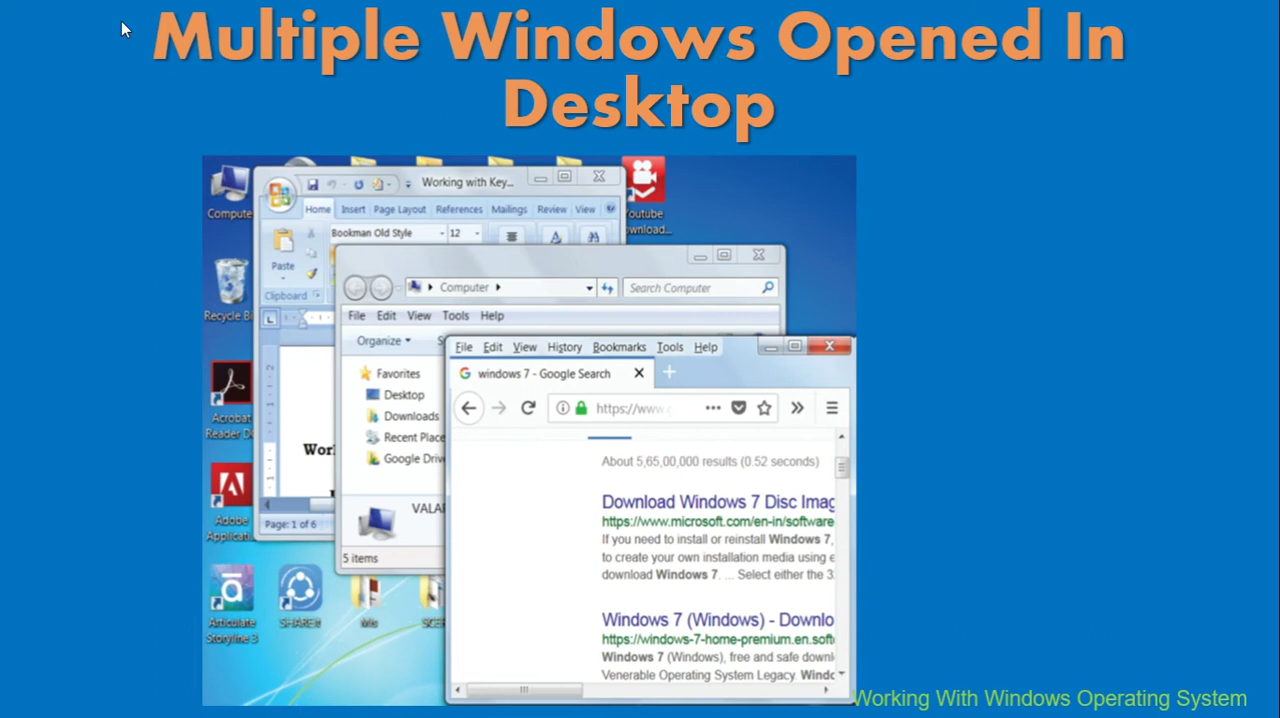 Multiple Windows Opened In
Desktop
Working with Key...
Home Insert Page Layout References Mailings Review View
Youtube
Bookman Old Style 12
Paste
Clipboard
Recycle
Computer
Search Computer
File Edit View Tools Help
Organize
File Edit View History Bookmarks Tools Help
windows 7 - Google Search
Favorites
Desktop
Downloads
Recent Place
Google Drive
https://www.
Acrobat
Reader
About 5,65,00,000 results (0.52 seconds)
Download Windows 7 Disc Imag
https://www.microsoft.com/en-in/software
If you need to install or reinstall Windows 7,
to create your own installation media using e
download Windows 7. ... Select either the 3
VALAR
Adobe
Applicati
Page: 1 of 6
5 items
Articulate
Storyline 3
SHAREit
Mis
Windows 7 (Windows) - Downlo
https://windows-7-home-premium.en.soft
Windows 7 (Windows), free and safe downl
Venerable Operating System Legacy. Windo
Working With Windows Operating System